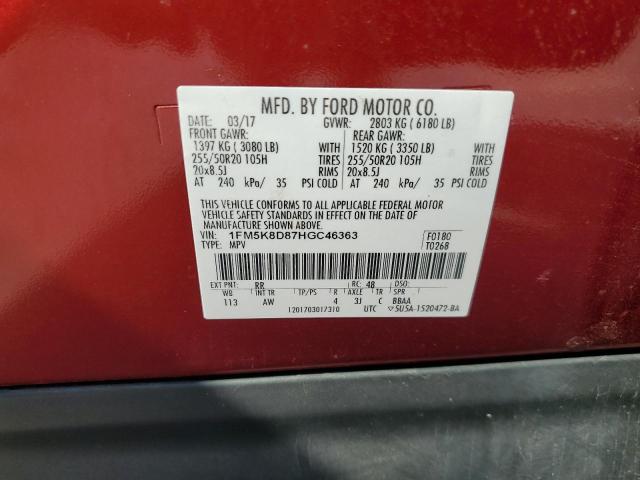 MFD. BY FORD MOTOR CO.
DATE: 03/17 GVWR: 2803 KG ( 6180 LB)
FRONT GAWR: REAR GAWR:
1397 KG ( 3080 LB) WITH 1520 KG ( 3350 LB) WITH
255/50R20 105H TIRES 255/50R20 105H TIRES
20x8.5J RIMS 20x8.5J RIMS
AT 240 kPa/ 35 PSI COLD AT 240 kPa/ 35 PSI COLD
THIS VEHICLE CONFORMS TO ALL APPLICABLE FEDERAL MOTOR
VEHICLE SAFETY STANDARDS IN EFFECT ON THE DATE OF
MANUFACTURE SHOWN ABOVE.
VIN: 1FM5K8D87HGC46363 F0180
TYPE: MPV T0268
EXT PNT: RR RC: 48 DSO:
WB INT TR TP/PS R AXLE TR SPR
113 AW 4 3J C BBAA
1201703017310 UTC 5U5A-1520472-BA